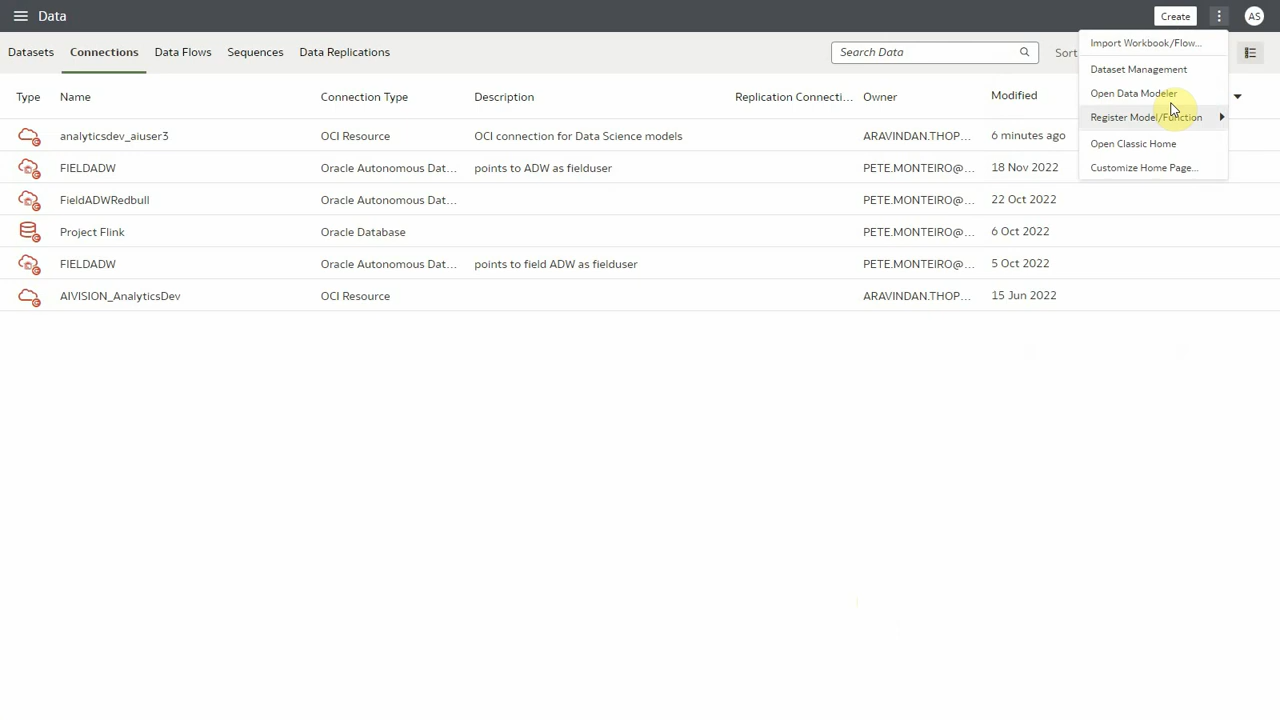 Data
Create
AS
Datasets
Connections
Data Flows
Sequences
Data Replications
Search Data
Sort
Import Workbook/Flow...
Dataset Management
Open Data Modeler
Register Model/Function
Open Classic Home
Customize Home Page...
Type Name Connection Type Description Replication Connecti... Owner Modified
analyticsdev_aiuser3 OCI Resource OCI connection for Data Science models ARAVINDAN.THOP... 6 minutes ago
FIELDADW Oracle Autonomous Dat... points to ADW as fielduser PETE.MONTEIRO@... 18 Nov 2022
FieldADWRedbull Oracle Autonomous Dat... PETE.MONTEIRO@... 22 Oct 2022
Project Flink Oracle Database PETE.MONTEIRO@... 6 Oct 2022
FIELDADW Oracle Autonomous Dat... points to field ADW as fielduser PETE.MONTEIRO@... 5 Oct 2022
AIVISION_AnalyticsDev OCI Resource ARAVINDAN.THOP... 15 Jun 2022